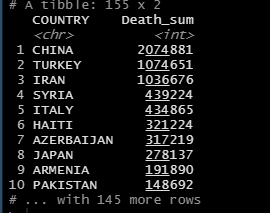 # A tibble: 155 x 2
COUNTRY Death_sum
<chr> <int>
1 CHINA 2074881
2 TURKEY 1074651
3 IRAN 1036676
4 SYRIA 439224
5 ITALY 434865
6 HAITI 321224
7 AZERBAIJAN 317219
8 JAPAN 278137
9 ARMENIA 191890
10 PAKISTAN 148692
# ... with 145 more rows